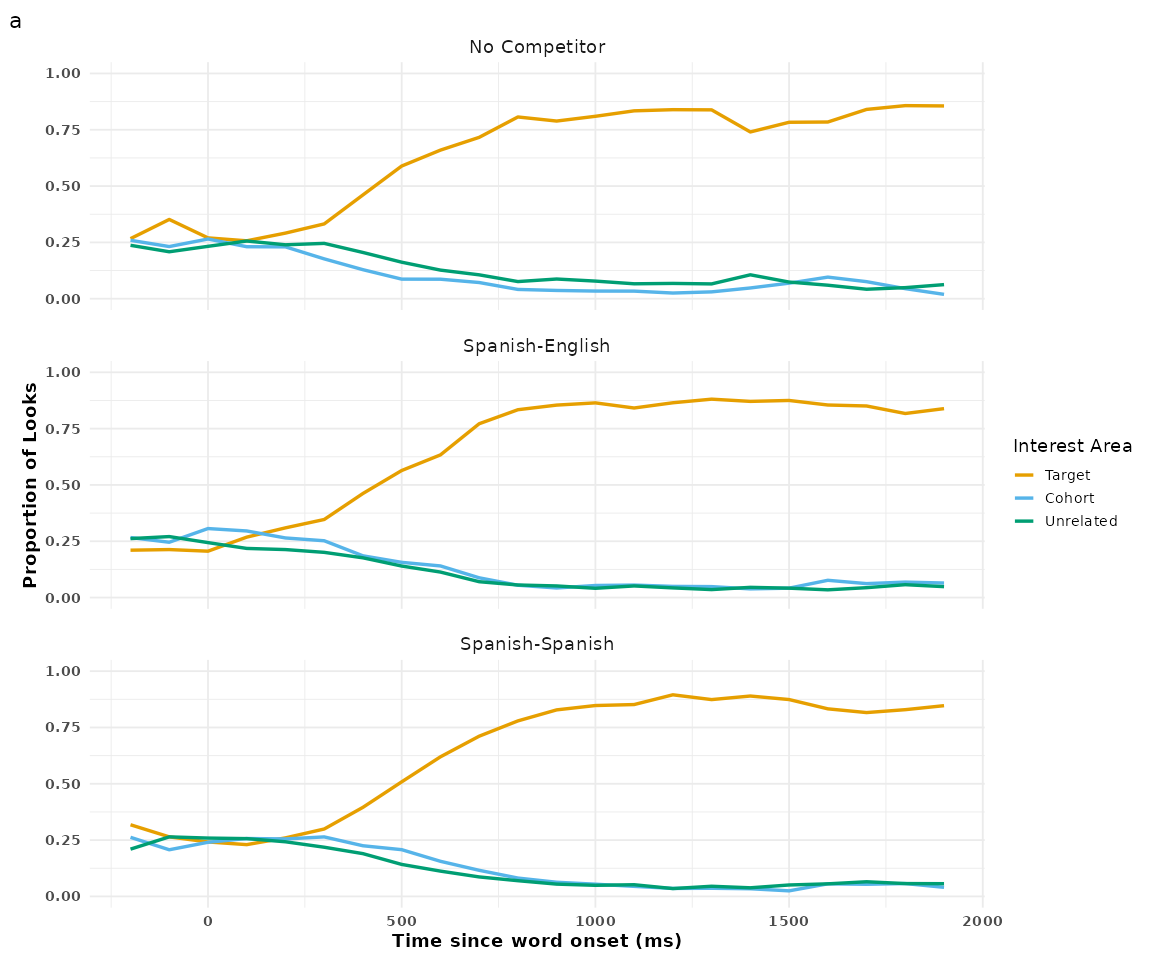 a
No Competitor
1.00
0.75
0.50
0.25
0.00
Spanish-English
1.00
0.75
0.50
0.25
0.00
Spanish-Spanish
1.00
0.75
0.50
0.25
0.00
0 500 1000 1500 2000
Time since word onset (ms)
Proportion of Looks
Interest Area
Target
Cohort
Unrelated